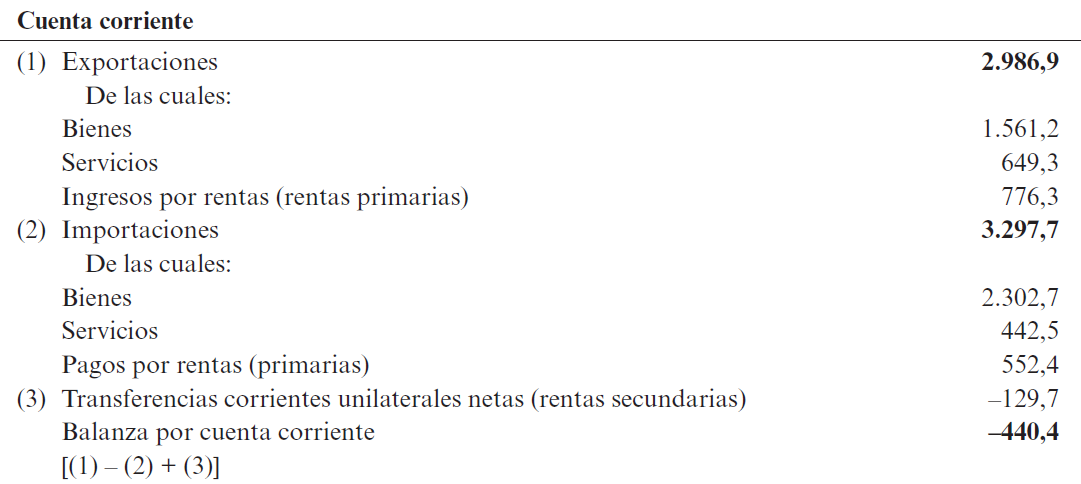 Cuenta corriente
(1) Exportaciones 2.986,9
De las cuales:
Bienes 1.561,2
Servicios 649,3
Ingresos por rentas (rentas primarias) 776,3
(2) Importaciones 3.297,7
De las cuales:
Bienes 2.302,7
Servicios 442,5
Pagos por rentas (primarias) 552,4
(3) Transferencias corrientes unilaterales netas (rentas secundarias) –129,7
Balanza por cuenta corriente –440,4
[(1) – (2) + (3)]